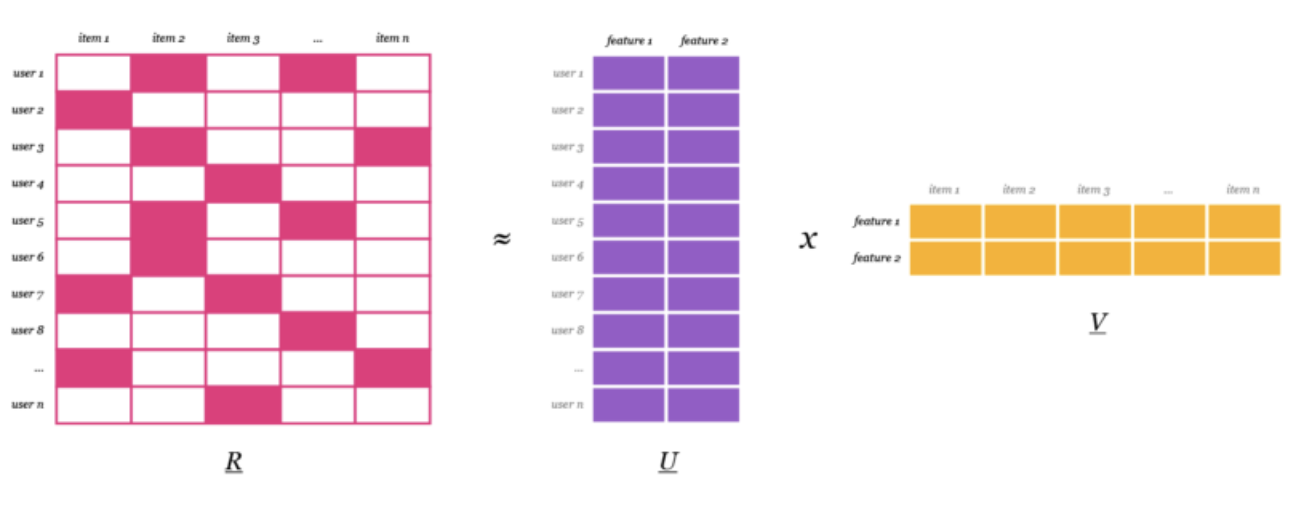 item 1 item 2 item 3 ... item n
user 1
user 2
user 3
user 4
user 5
user 6
user 7
user 8
...
user n
R
≈
feature 1 feature 2
user 1
user 2
user 3
user 4
user 5
user 6
user 7
user 8
...
user n
U
x
item 1 item 2 item 3 ... item n
feature 1
feature 2
V